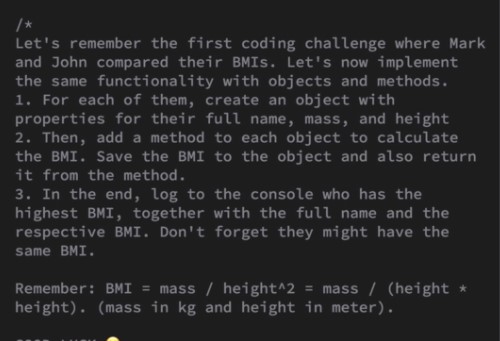 /*
Let's remember the first coding challenge where Mark
and John compared their BMIs. Let's now implement
the same functionality with objects and methods.
1. For each of them, create an object with
properties for their full name, mass, and height
2. Then, add a method to each object to calculate
the BMI. Save the BMI to the object and also return
it from the method.
3. In the end, log to the console who has the
highest BMI, together with the full name and the
respective BMI. Don't forget they might have the
same BMI.
Remember: BMI = mass / height^2 = mass / (height *
height). (mass in kg and height in meter).